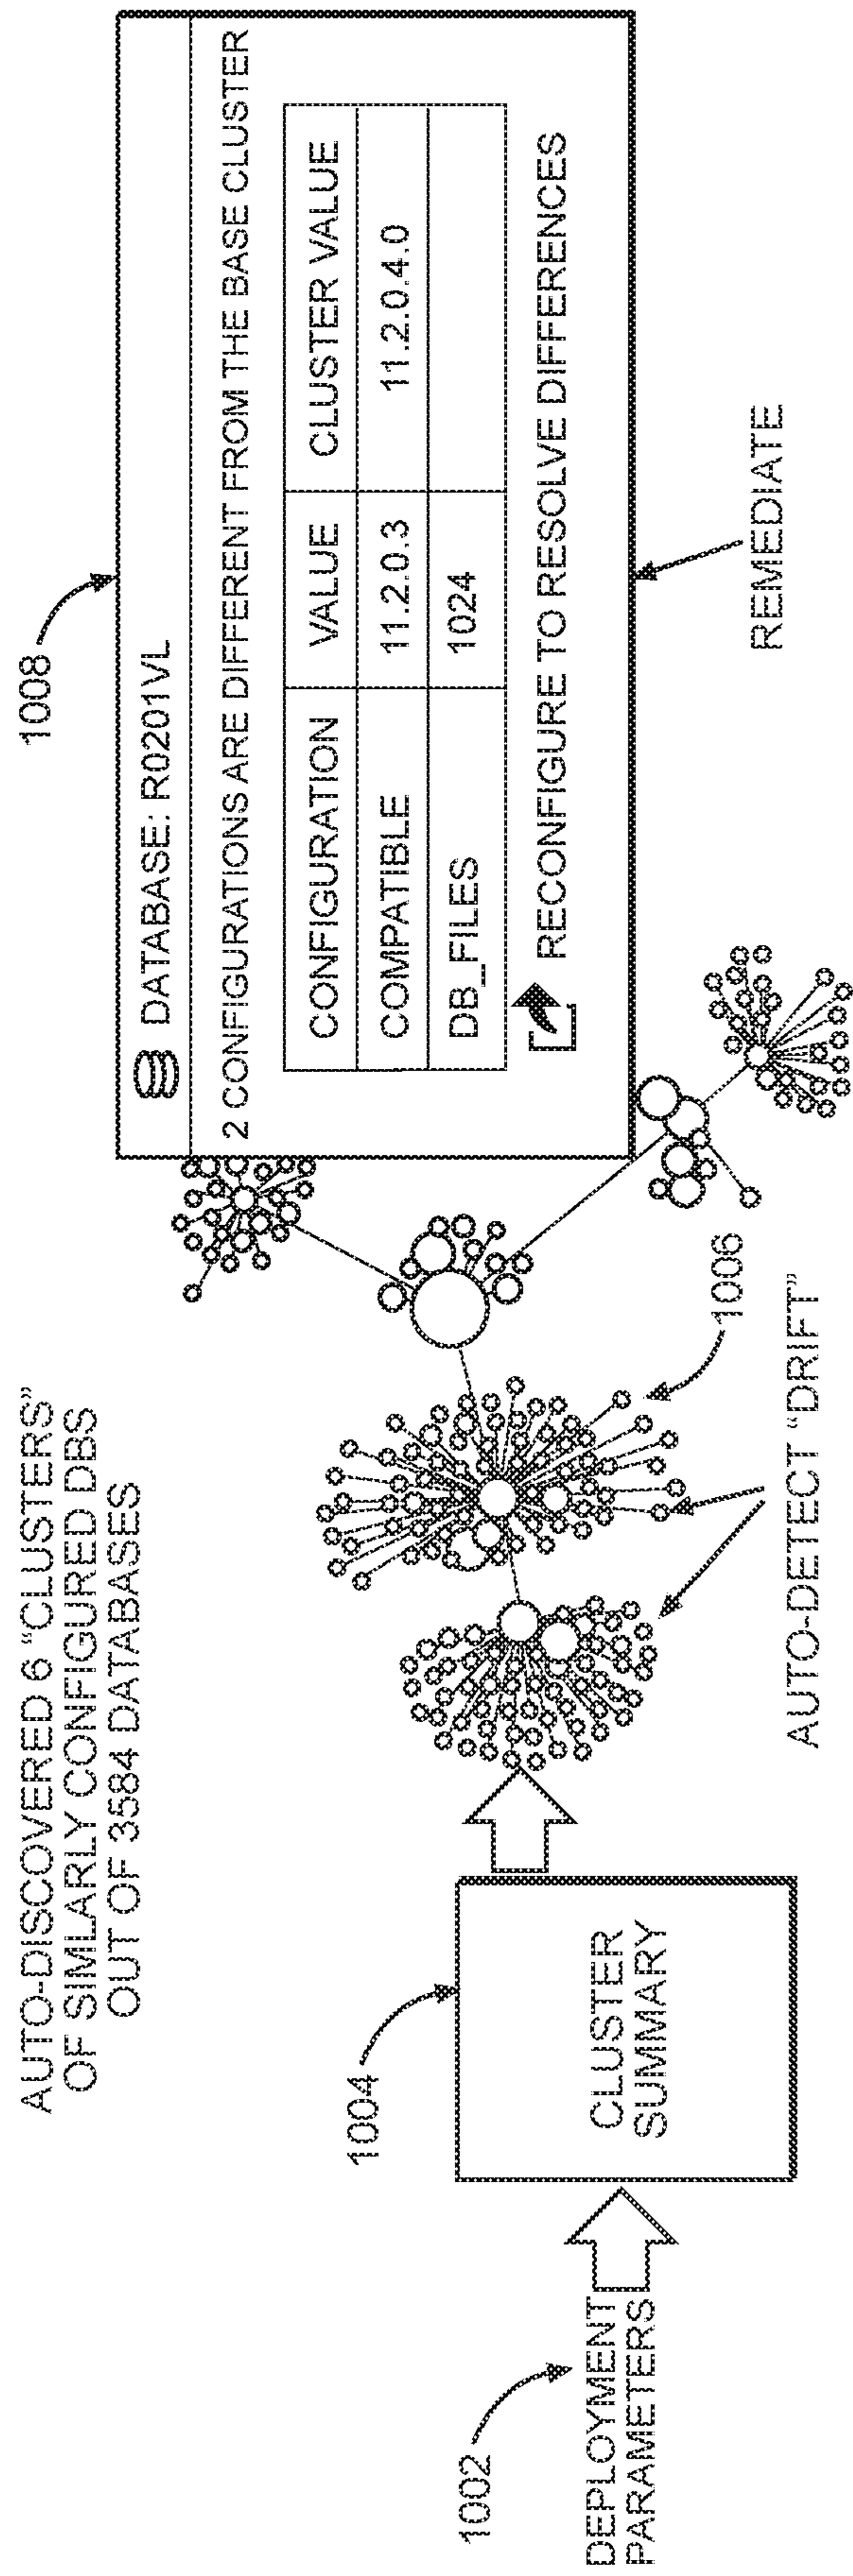 AUTO-DISCOVERED 6 “CLUSTERS”
OF SIMLARLY CONFIGURED DBS
OUT OF 3584 DATABASES
1002
DEPLOYMENT
PARAMETERS
1004
CLUSTER
SUMMARY
1006
AUTO-DETECT “DRIFT”
1008
DATABASE: R0201VL
2 CONFIGURATIONS ARE DIFFERENT FROM THE BASE CLUSTER
CONFIGURATION VALUE CLUSTER VALUE
COMPATIBLE 11.2.0.3 11.2.0.4.0
DB_FILES 1024
RECONFIGURE TO RESOLVE DIFFERENCES
REMEDIATE